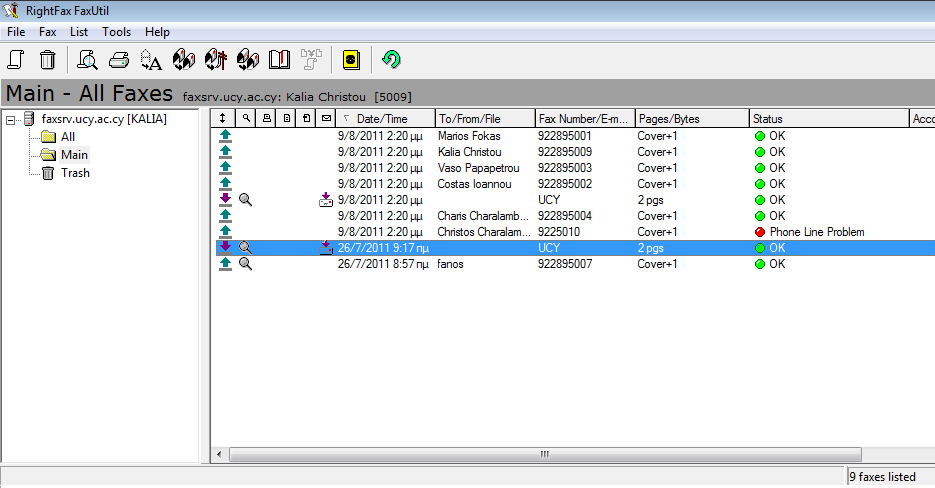 RightFax FaxUtil
File Fax List Tools Help
Main - All Faxes faxsrv.ucy.ac.cy: Kalia Christou [5009]
faxsrv.ucy.ac.cy [KALIA]
All
Main
Trash
Date/Time To/From/File Fax Number/E-m... Pages/Bytes Status Acco
9/8/2011 2:20 μμ Marios Fokas 922895001 Cover+1 OK
9/8/2011 2:20 μμ Kalia Christou 922895009 Cover+1 OK
9/8/2011 2:20 μμ Vaso Papapetrou 922895003 Cover+1 OK
9/8/2011 2:20 μμ Costas Ioannou 922895002 Cover+1 OK
9/8/2011 2:20 μμ UCY 2 pgs OK
9/8/2011 2:20 μμ Charis Charalamb... 922895004 Cover+1 OK
9/8/2011 2:20 μμ Christos Charalam... 9225010 Cover+1 Phone Line Problem
26/7/2011 9:17 πμ UCY 2 pgs OK
26/7/2011 8:57 πμ fanos 922895007 Cover+1 OK
9 faxes listed